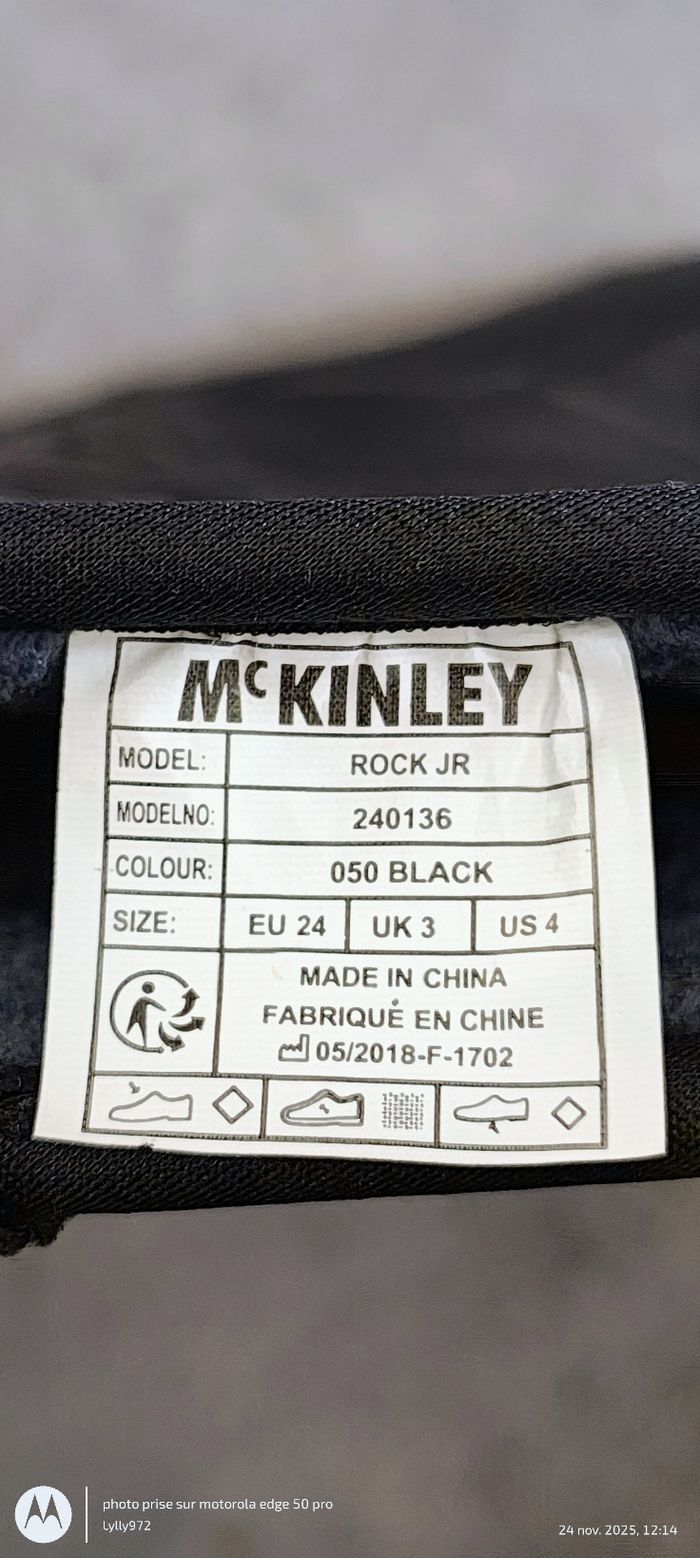 McKINLEY
MODEL: ROCK JR
MODELNO: 240136
COLOUR: 050 BLACK
SIZE: EU 24 UK 3 US 4
MADE IN CHINA
FABRIQUÉ EN CHINE
05/2018-F-1702
photo prise sur motorola edge 50 pro
Lylly972
24 nov. 2025, 12:14